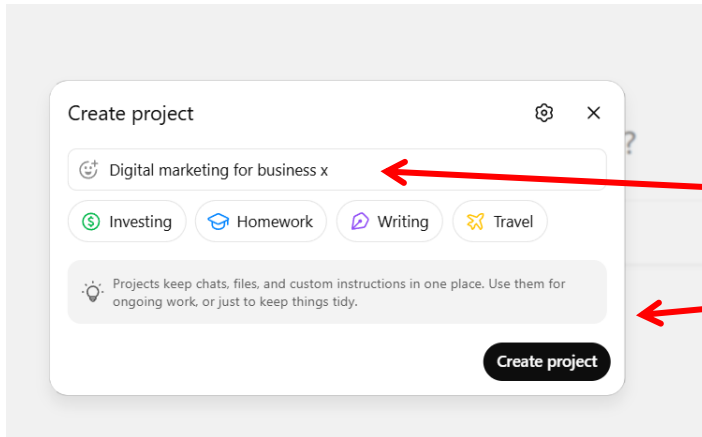 Create project
?
Digital marketing for business x
Investing Homework Writing Travel
Projects keep chats, files, and custom instructions in one place. Use them for
ongoing work, or just to keep things tidy.
Create project